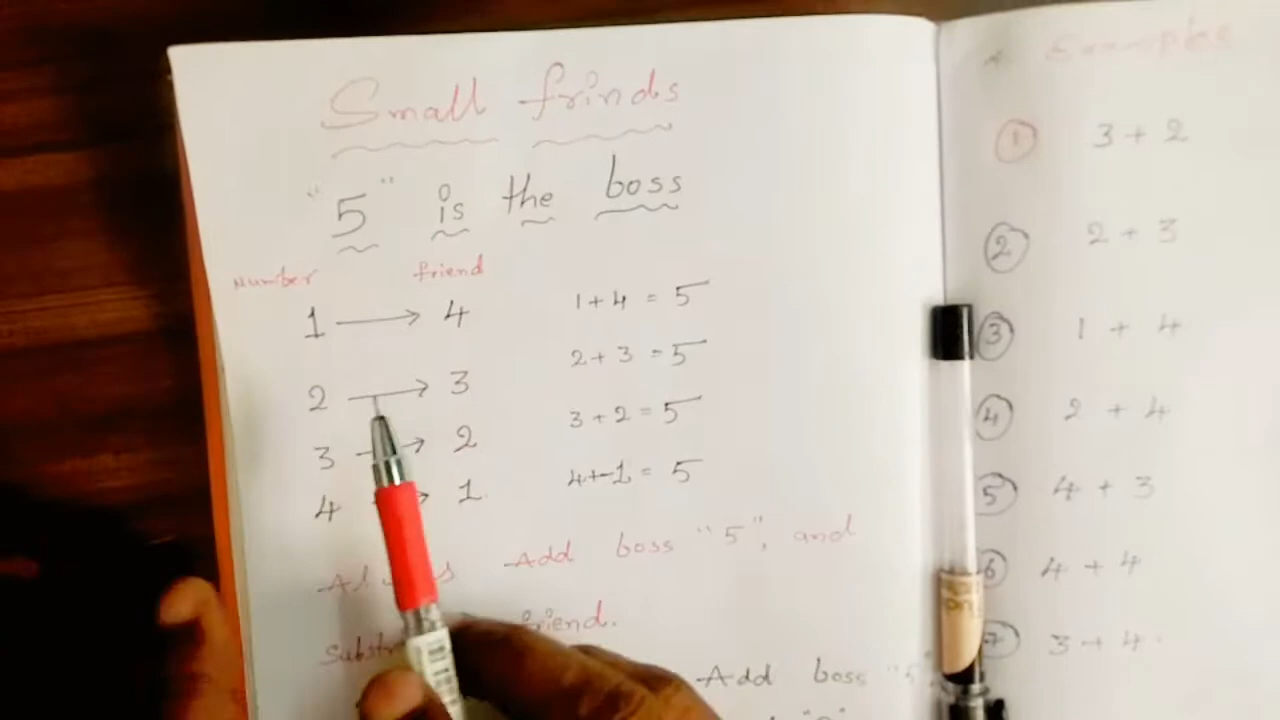 Small frinds
"5" is the boss
Number friend
1 → 4 1 + 4 = 5
2 → 3 2 + 3 = 5
3 → 2 3 + 2 = 5
4 → 1 4 + 1 = 5
Add boss "5", and
friend.
Add boss "5
Examples
① 3 + 2
② 2 + 3
③ 1 + 4
④ 2 + 4
⑤ 4 + 3
⑥ 4 + 4
⑦ 3 + 4